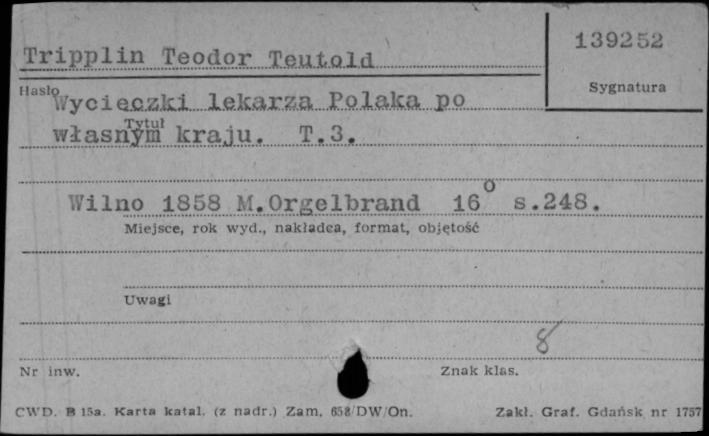 139252
Tripplin Teodor Teutold
Sygnatura
Hasło
Wycieczki lekarza Polaka po
Tytuł
własnym kraju. T.3.
Wilno 1858 M.Orgelbrand 16° s.248.
Miejsce, rok wyd., nakładca, format, objętość
Uwagi
8
Nr inw.
Znak klas.
CWD. B 15a. Karta katal. (z nadr.) Zam. 658/DW/On.
Zakł. Graf. Gdańsk nr 1757